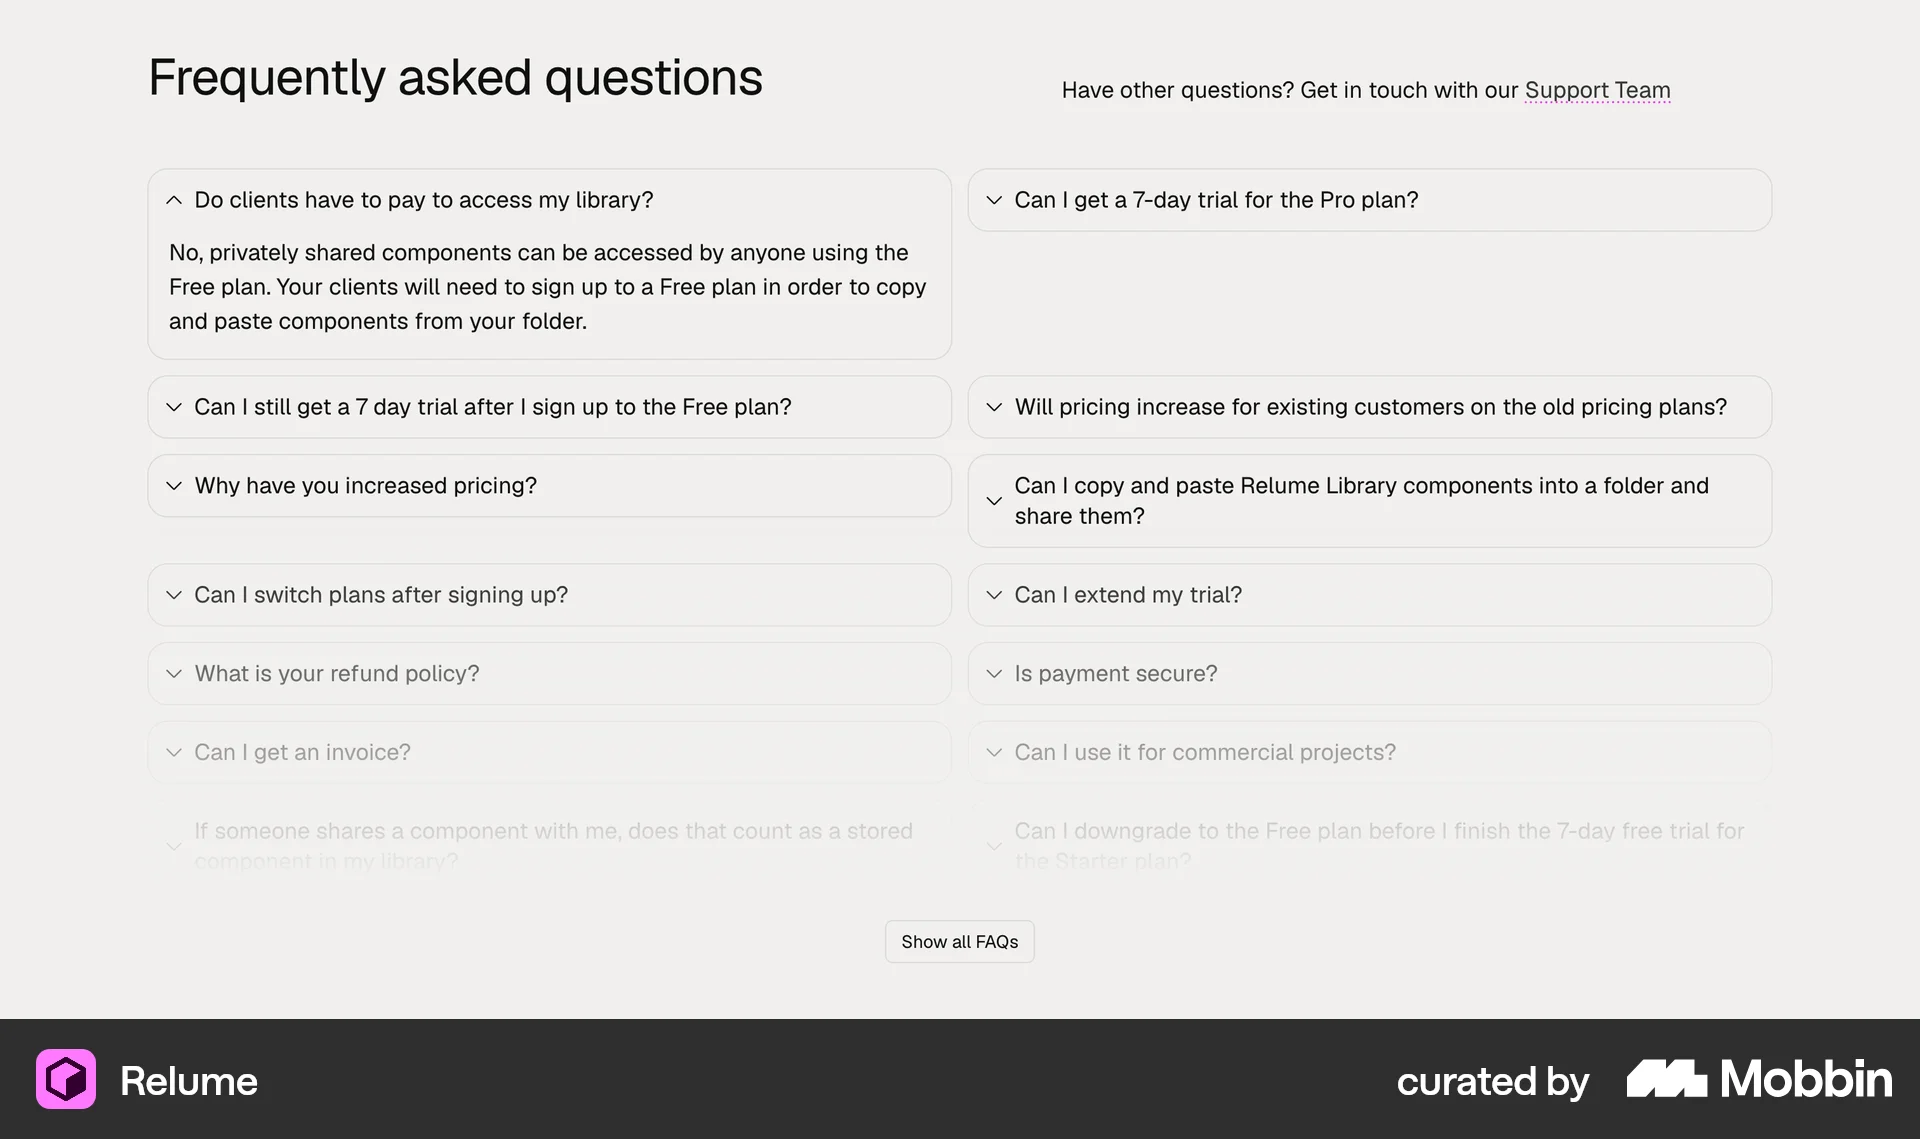 Frequently asked questions
Have other questions? Get in touch with our Support Team
Do clients have to pay to access my library?
No, privately shared components can be accessed by anyone using the
Free plan. Your clients will need to sign up to a Free plan in order to copy
and paste components from your folder.
Can I get a 7-day trial for the Pro plan?
Can I still get a 7 day trial after I sign up to the Free plan?
Will pricing increase for existing customers on the old pricing plans?
Why have you increased pricing?
Can I copy and paste Relume Library components into a folder and
share them?
Can I switch plans after signing up?
Can I extend my trial?
What is your refund policy?
Is payment secure?
Can I get an invoice?
Can I use it for commercial projects?
If someone shares a component with me, does that count as a stored
component in my library?
Can I downgrade to the Free plan before I finish the 7-day free trial for
the Starter plan?
Show all FAQs
Relume
curated by Mobbin